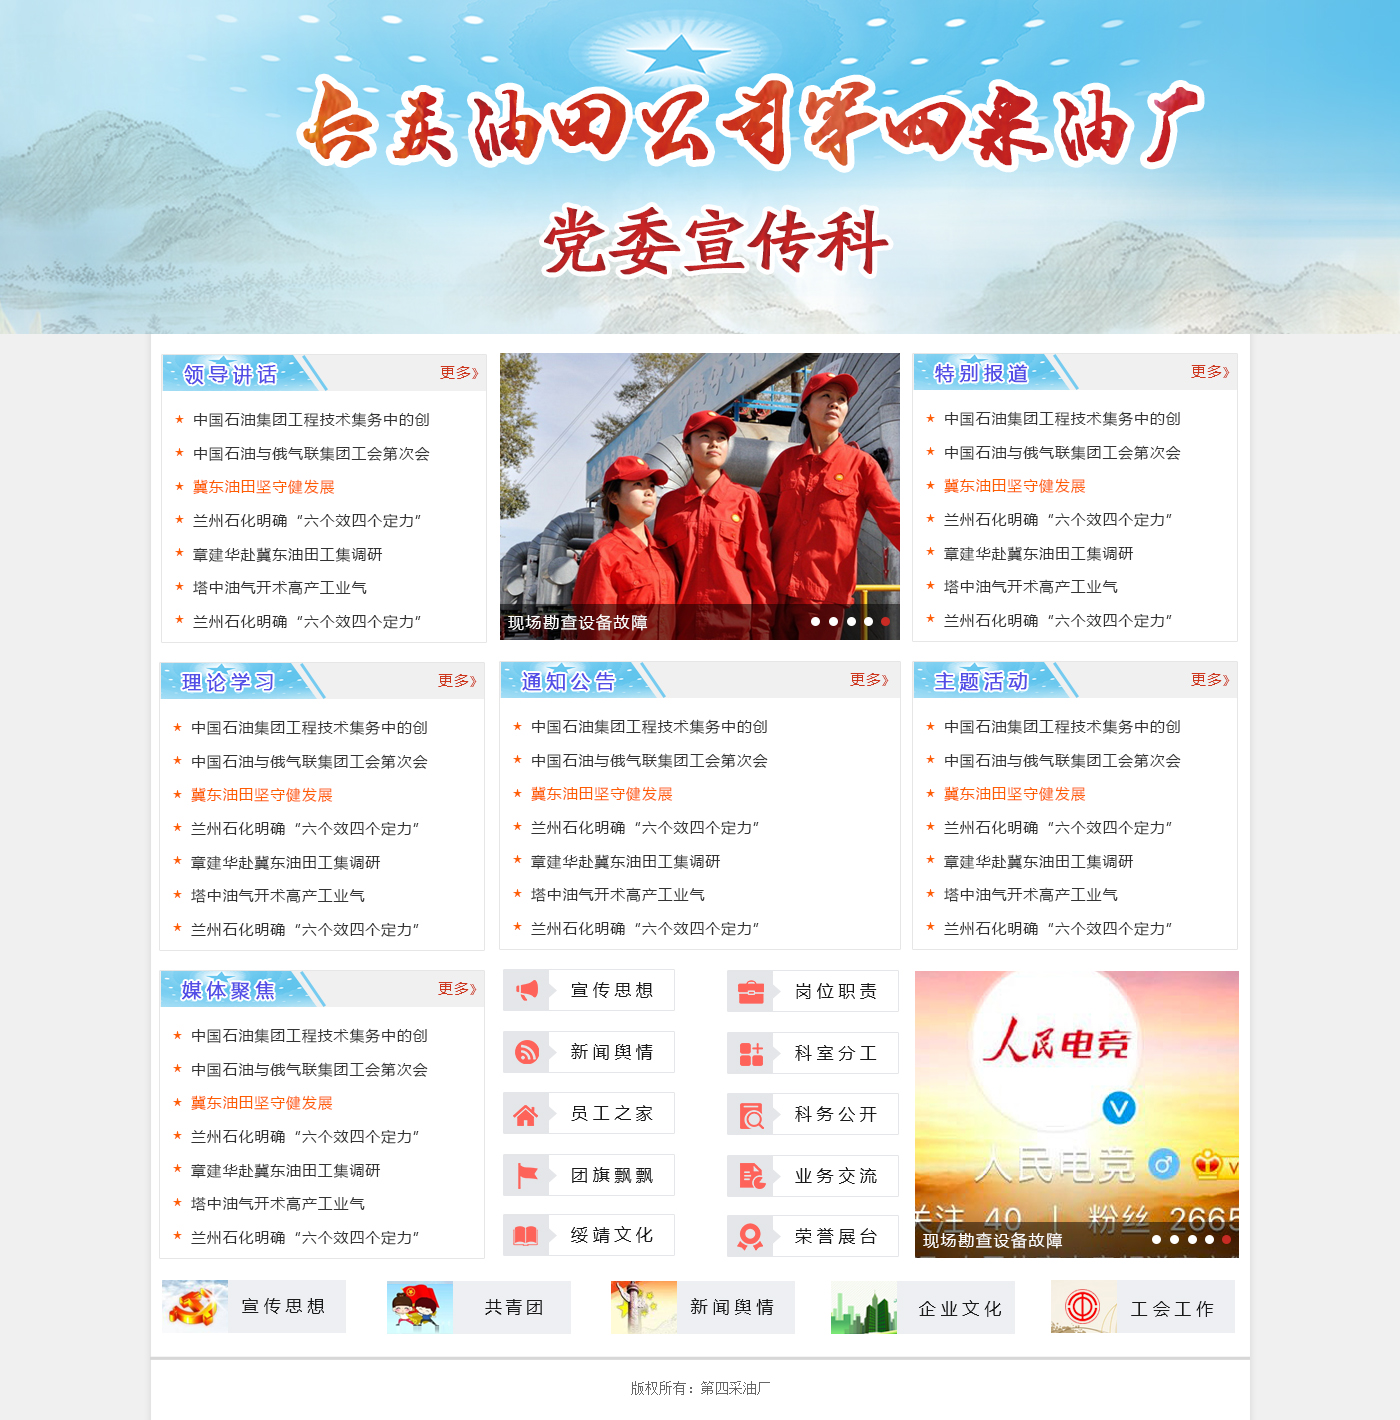 长庆油田公司第四采油厂
党委宣传科
领导讲话
更多》
中国石油集团工程技术集务中的创
中国石油与俄气联集团工会第次会
冀东油田坚守健发展
兰州石化明确“六个效四个定力”
章建华赴冀东油田工集调研
塔中油气开术高产工业气
兰州石化明确“六个效四个定力”
现场勘查设备故障
特别报道
更多》
中国石油集团工程技术集务中的创
中国石油与俄气联集团工会第次会
冀东油田坚守健发展
兰州石化明确“六个效四个定力”
章建华赴冀东油田工集调研
塔中油气开术高产工业气
兰州石化明确“六个效四个定力”
理论学习
更多》
中国石油集团工程技术集务中的创
中国石油与俄气联集团工会第次会
冀东油田坚守健发展
兰州石化明确“六个效四个定力”
章建华赴冀东油田工集调研
塔中油气开术高产工业气
兰州石化明确“六个效四个定力”
通知公告
更多》
中国石油集团工程技术集务中的创
中国石油与俄气联集团工会第次会
冀东油田坚守健发展
兰州石化明确“六个效四个定力”
章建华赴冀东油田工集调研
塔中油气开术高产工业气
兰州石化明确“六个效四个定力”
主题活动
更多》
中国石油集团工程技术集务中的创
中国石油与俄气联集团工会第次会
冀东油田坚守健发展
兰州石化明确“六个效四个定力”
章建华赴冀东油田工集调研
塔中油气开术高产工业气
兰州石化明确“六个效四个定力”
媒体聚焦
更多》
中国石油集团工程技术集务中的创
中国石油与俄气联集团工会第次会
冀东油田坚守健发展
兰州石化明确“六个效四个定力”
章建华赴冀东油田工集调研
塔中油气开术高产工业气
兰州石化明确“六个效四个定力”
宣传思想
岗位职责
新闻舆情
科室分工
员工之家
科务公开
团旗飘飘
业务交流
绥靖文化
荣誉展台
人民电竞
人民电竞
关注 40 | 粉丝 2665
现场勘查设备故障
宣传思想
共青团
新闻舆情
企业文化
工会工作
版权所有：第四采油厂